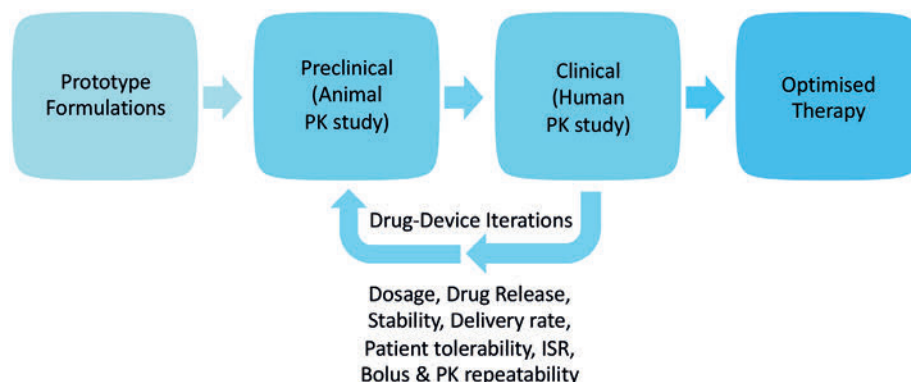 Prototype
Formulations
Preclinical
(Animal
PK study)
Clinical
(Human
PK study)
Optimised
Therapy
Drug-Device Iterations
Dosage, Drug Release,
Stability, Delivery rate,
Patient tolerability, ISR,
Bolus & PK repeatability